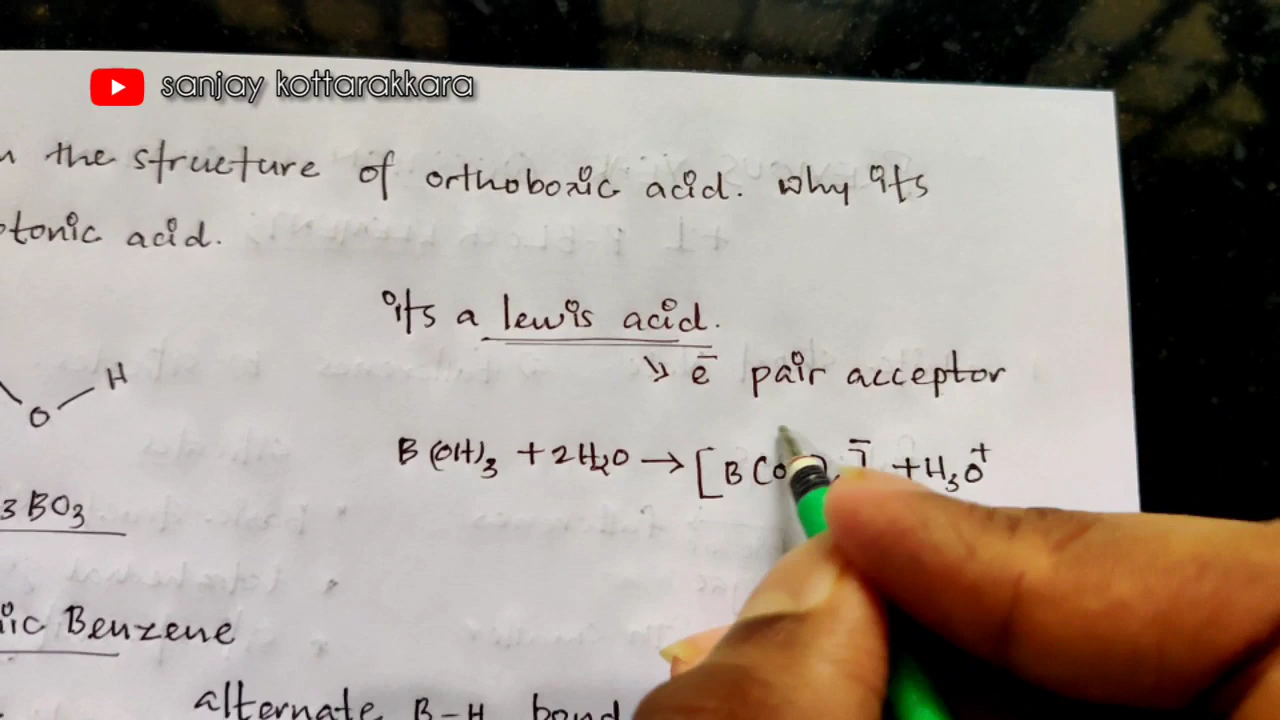 sanjay kottarakkara
the structure of orthoboric acid. why its
tonic acid.
its a lewis acid.
↘ e⁻ pair acceptor
H
O
B(OH)₃ + 2H₂O → [B(O ]⁻ + H₃O⁺
3BO₃
ic Benzene
alternate B-H bond